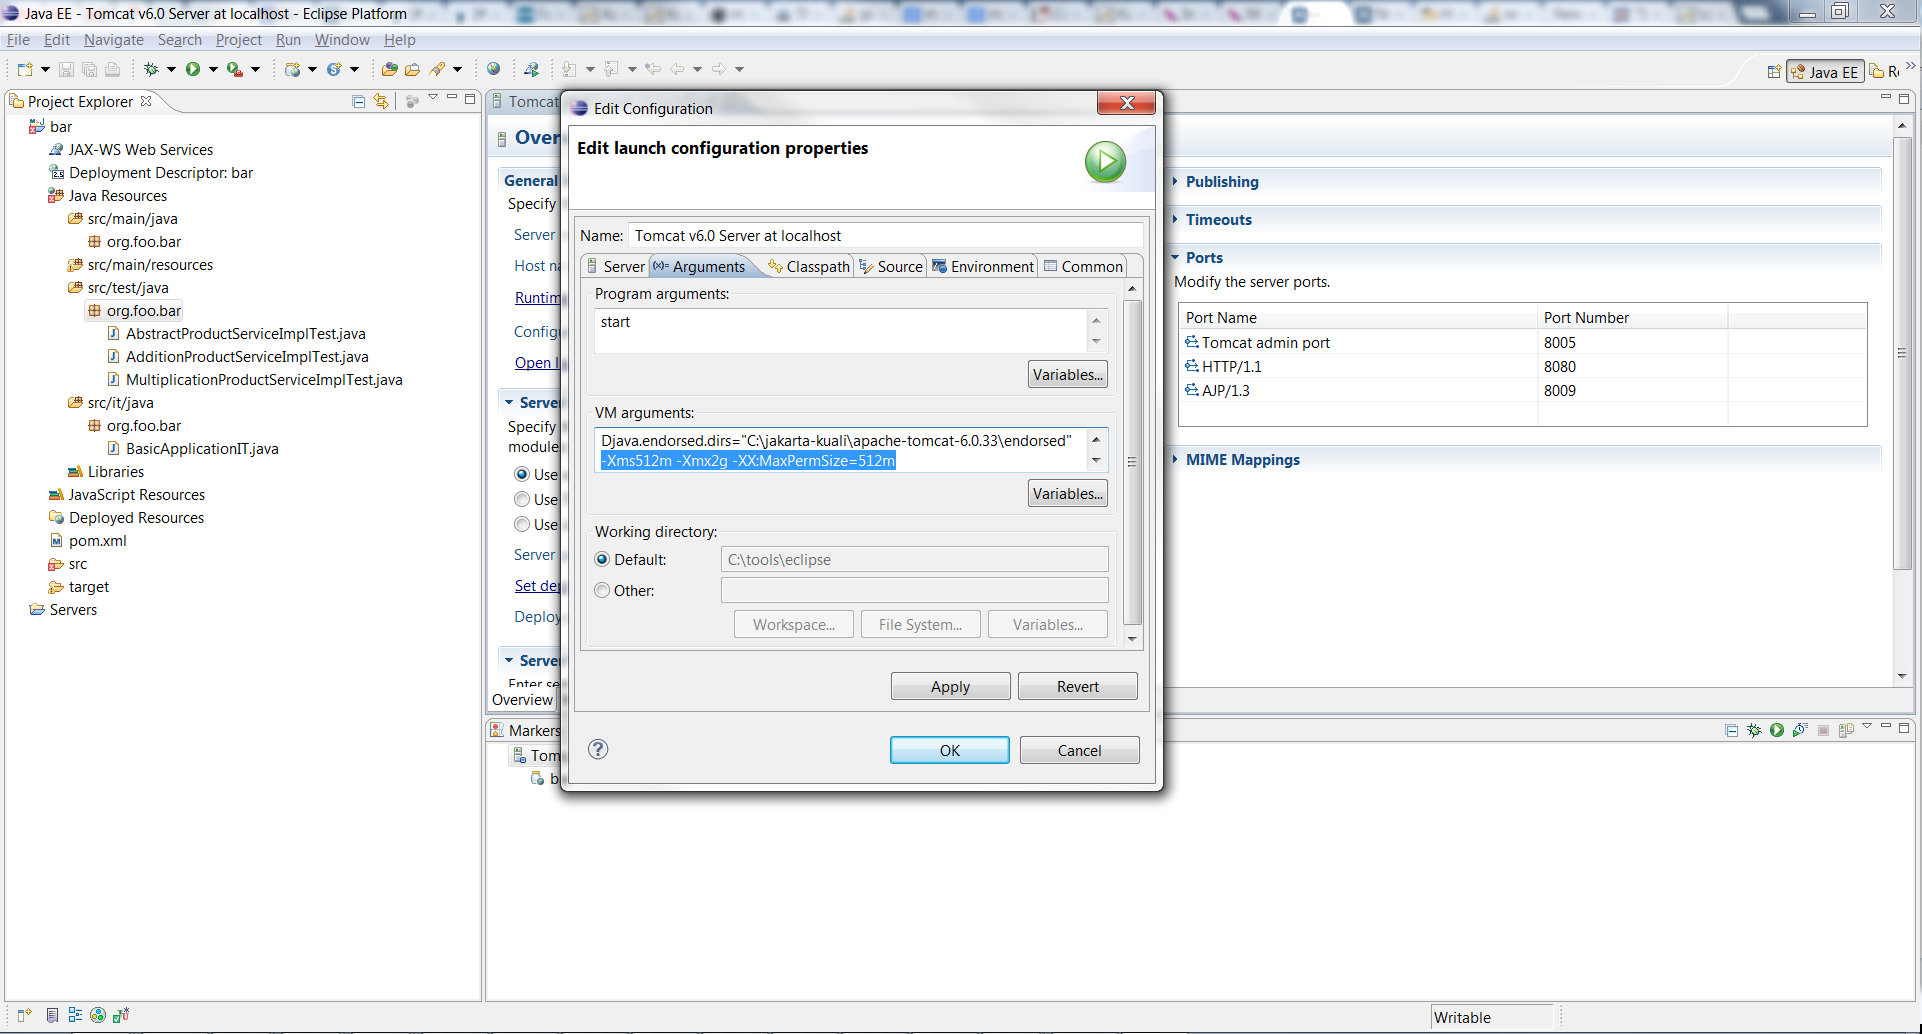 Java EE - Tomcat v6.0 Server at localhost - Eclipse Platform
File Edit Navigate Search Project Run Window Help
Java EE
Project Explorer
bar
JAX-WS Web Services
Deployment Descriptor: bar
Java Resources
src/main/java
org.foo.bar
src/main/resources
src/test/java
org.foo.bar
AbstractProductServiceImplTest.java
AdditionProductServiceImplTest.java
MultiplicationProductServiceImplTest.java
src/it/java
org.foo.bar
BasicApplicationIT.java
Libraries
JavaScript Resources
Deployed Resources
pom.xml
src
target
Servers
Tomcat
Over
General
Specify
Server
Host na
Runtim
Config
Open l
Server
Specify
module
Use
Use
Use
Server
Set dep
Deploy
Server
Enter se
Overview
Edit Configuration
Edit launch configuration properties
Name: Tomcat v6.0 Server at localhost
Server (x)= Arguments Classpath Source Environment Common
Program arguments:
start
Variables...
VM arguments:
Djava.endorsed.dirs="C:\jakarta-kuali\apache-tomcat-6.0.33\endorsed"
-Xms512m -Xmx2g -XX:MaxPermSize=512m
Variables...
Working directory:
Default: C:\tools\eclipse
Other:
Workspace... File System... Variables...
Apply Revert
OK Cancel
Publishing
Timeouts
Ports
Modify the server ports.
Port Name Port Number
Tomcat admin port 8005
HTTP/1.1 8080
AJP/1.3 8009
MIME Mappings
Markers
Tom
b
Writable